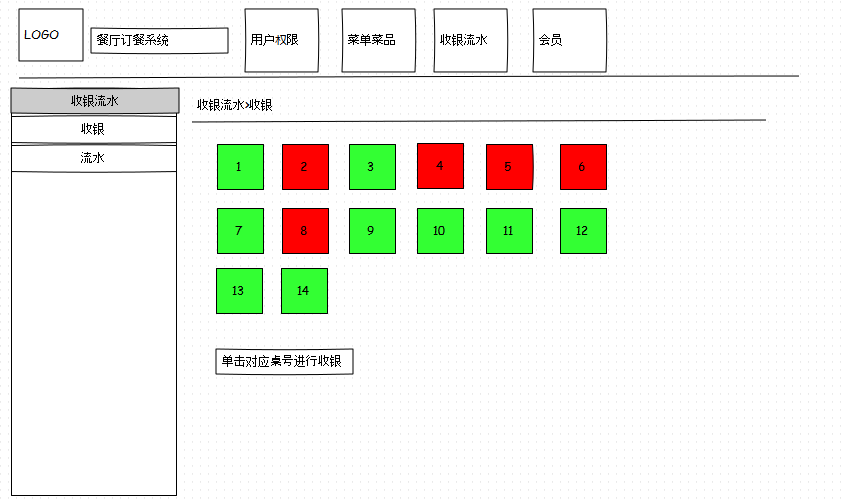 LOGO
餐厅订餐系统
用户权限
菜单菜品
收银流水
会员
收银流水
收银
流水
收银流水>收银
1 2 3 4 5 6
7 8 9 10 11 12
13 14
单击对应桌号进行收银